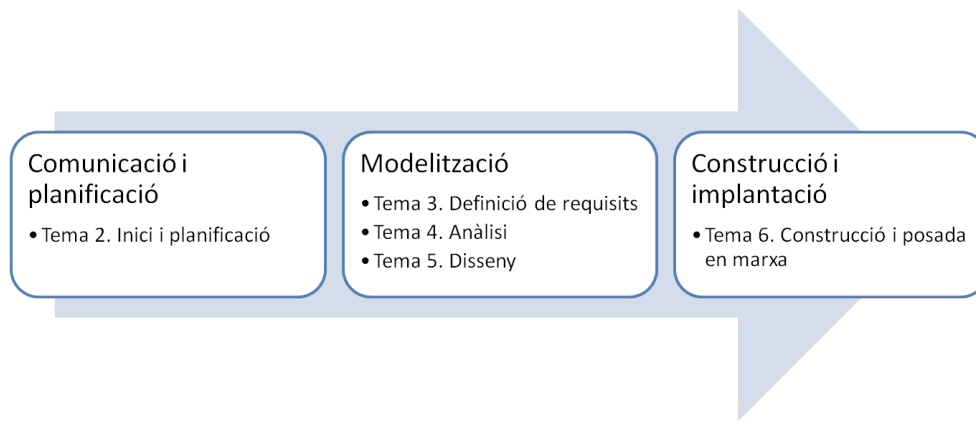 Comunicació i
planificació
• Tema 2. Inici i planificació
Modelització
• Tema 3. Definició de requisits
• Tema 4. Anàlisi
• Tema 5. Disseny
Construcció i
implantació
• Tema 6. Construcció i posada
en marxa